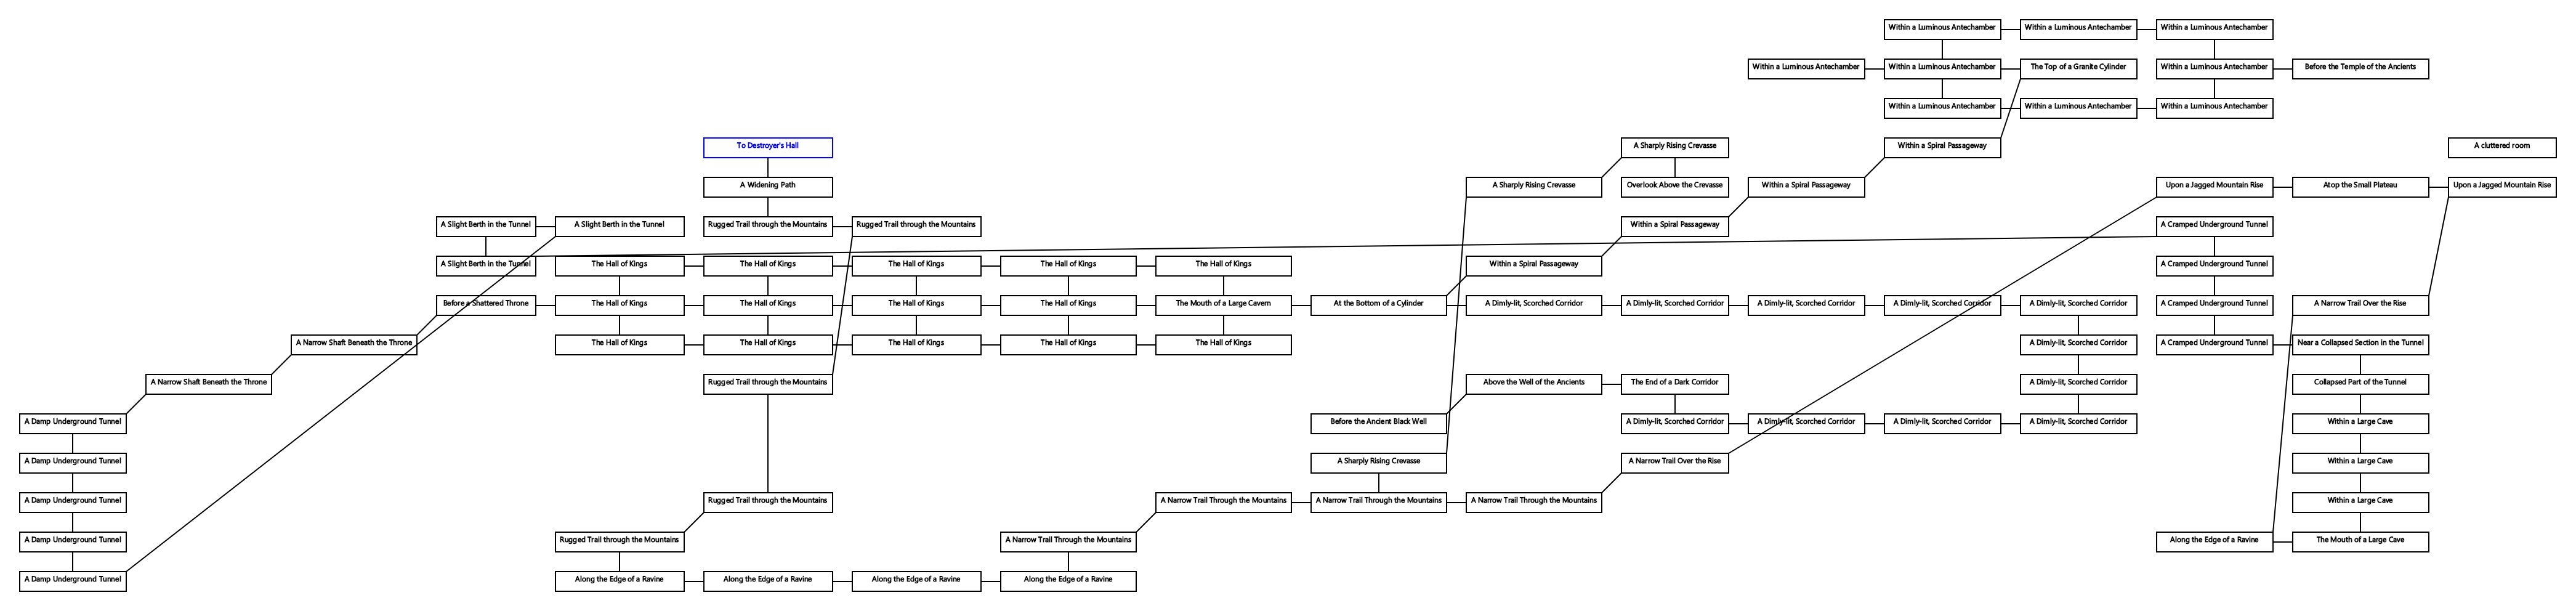 Within a Luminous Antechamber
Within a Luminous Antechamber
Within a Luminous Antechamber
Within a Luminous Antechamber
Within a Luminous Antechamber
The Top of a Granite Cylinder
Within a Luminous Antechamber
Before the Temple of the Ancients
Within a Luminous Antechamber
Within a Luminous Antechamber
Within a Luminous Antechamber
To Destroyer's Hall
A Sharply Rising Crevasse
Within a Spiral Passageway
A cluttered room
A Widening Path
A Sharply Rising Crevasse
Overlook Above the Crevasse
Within a Spiral Passageway
Upon a Jagged Mountain Rise
Atop the Small Plateau
Upon a Jagged Mountain Rise
A Slight Berth in the Tunnel
A Slight Berth in the Tunnel
Rugged Trail through the Mountains
Rugged Trail through the Mountains
Within a Spiral Passageway
A Cramped Underground Tunnel
A Slight Berth in the Tunnel
The Hall of Kings
The Hall of Kings
The Hall of Kings
The Hall of Kings
The Hall of Kings
Within a Spiral Passageway
A Cramped Underground Tunnel
Before a Shattered Throne
The Hall of Kings
The Hall of Kings
The Hall of Kings
The Hall of Kings
The Mouth of a Large Cavern
At the Bottom of a Cylinder
A Dimly-lit, Scorched Corridor
A Dimly-lit, Scorched Corridor
A Dimly-lit, Scorched Corridor
A Dimly-lit, Scorched Corridor
A Dimly-lit, Scorched Corridor
A Cramped Underground Tunnel
A Narrow Trail Over the Rise
A Narrow Shaft Beneath the Throne
The Hall of Kings
The Hall of Kings
The Hall of Kings
The Hall of Kings
The Hall of Kings
A Dimly-lit, Scorched Corridor
A Cramped Underground Tunnel
Near a Collapsed Section in the Tunnel
A Narrow Shaft Beneath the Throne
Rugged Trail through the Mountains
Above the Well of the Ancients
The End of a Dark Corridor
A Dimly-lit, Scorched Corridor
Collapsed Part of the Tunnel
A Damp Underground Tunnel
Before the Ancient Black Well
A Dimly-lit, Scorched Corridor
A Dimly-lit, Scorched Corridor
A Dimly-lit, Scorched Corridor
A Dimly-lit, Scorched Corridor
Within a Large Cave
A Damp Underground Tunnel
A Sharply Rising Crevasse
A Narrow Trail Over the Rise
Within a Large Cave
A Damp Underground Tunnel
Rugged Trail through the Mountains
A Narrow Trail Through the Mountains
A Narrow Trail Through the Mountains
A Narrow Trail Through the Mountains
Within a Large Cave
A Damp Underground Tunnel
Rugged Trail through the Mountains
A Narrow Trail Through the Mountains
Along the Edge of a Ravine
The Mouth of a Large Cave
A Damp Underground Tunnel
Along the Edge of a Ravine
Along the Edge of a Ravine
Along the Edge of a Ravine
Along the Edge of a Ravine